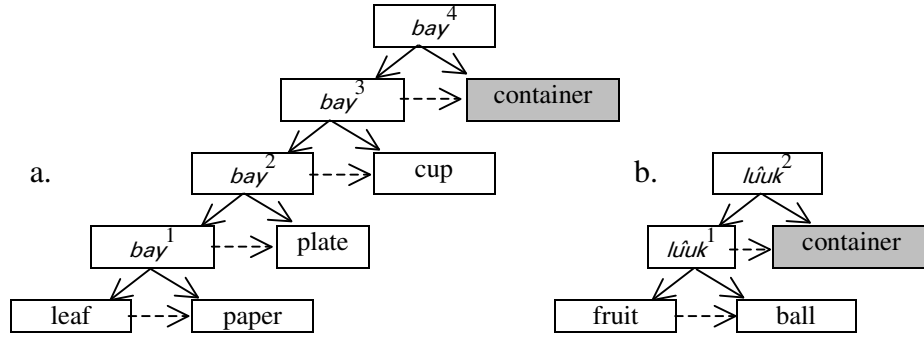 bay⁴
bay³ container
a. bay² cup b. lûuk²
bay¹ plate lûuk¹ container
leaf paper fruit ball